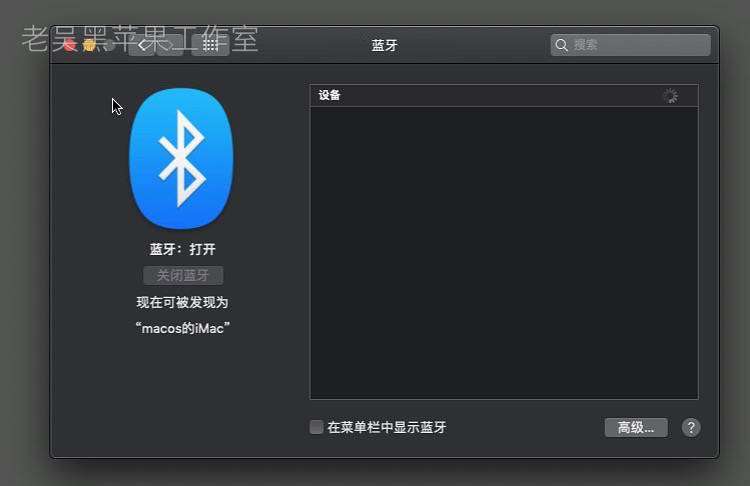 老吴黑苹果工作室
蓝牙
搜索
设备
蓝牙：打开
关闭蓝牙
现在可被发现为
“macos的iMac”
在菜单栏中显示蓝牙
高级...
?